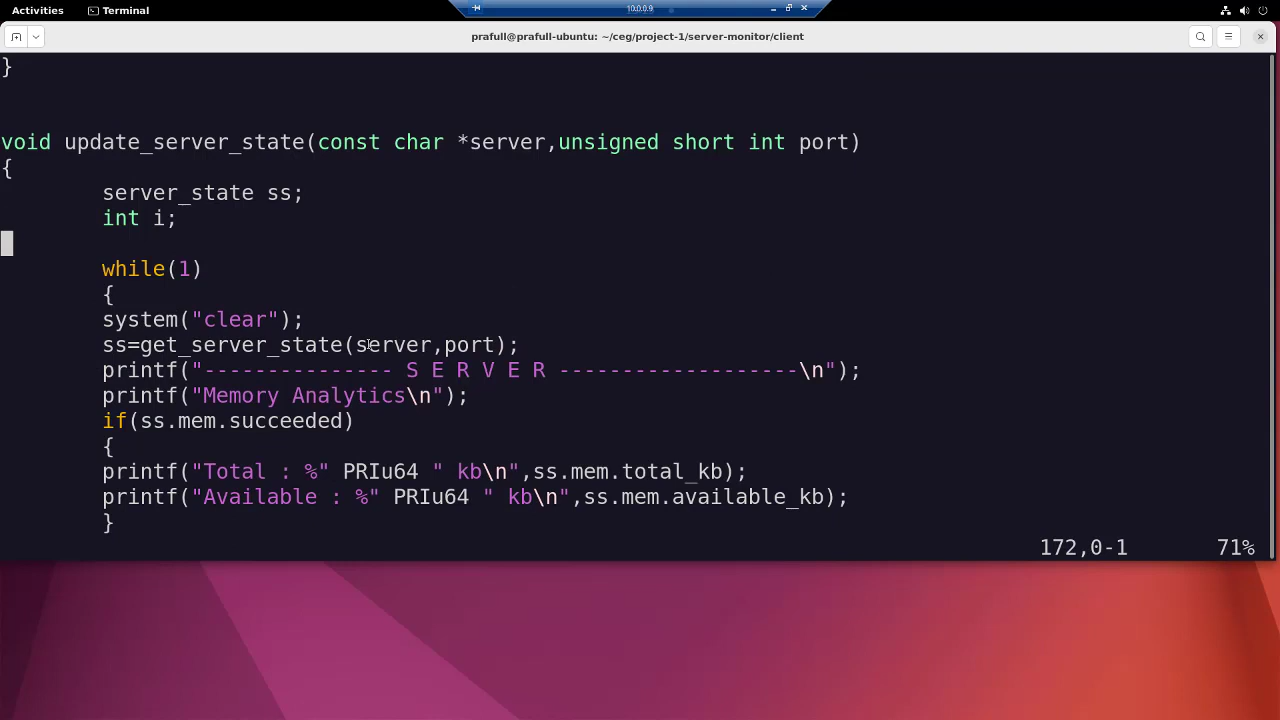 Activities Terminal 10.0.0.9
prafull@prafull-ubuntu: ~/ceg/project-1/server-monitor/client
}
void update_server_state(const char *server,unsigned short int port)
{
server_state ss;
int i;
while(1)
{
system("clear");
ss=get_server_state(server,port);
printf("--------------- S E R V E R -------------------\n");
printf("Memory Analytics\n");
if(ss.mem.succeeded)
{
printf("Total : %" PRIu64 " kb\n",ss.mem.total_kb);
printf("Available : %" PRIu64 " kb\n",ss.mem.available_kb);
}
172,0-1 71%